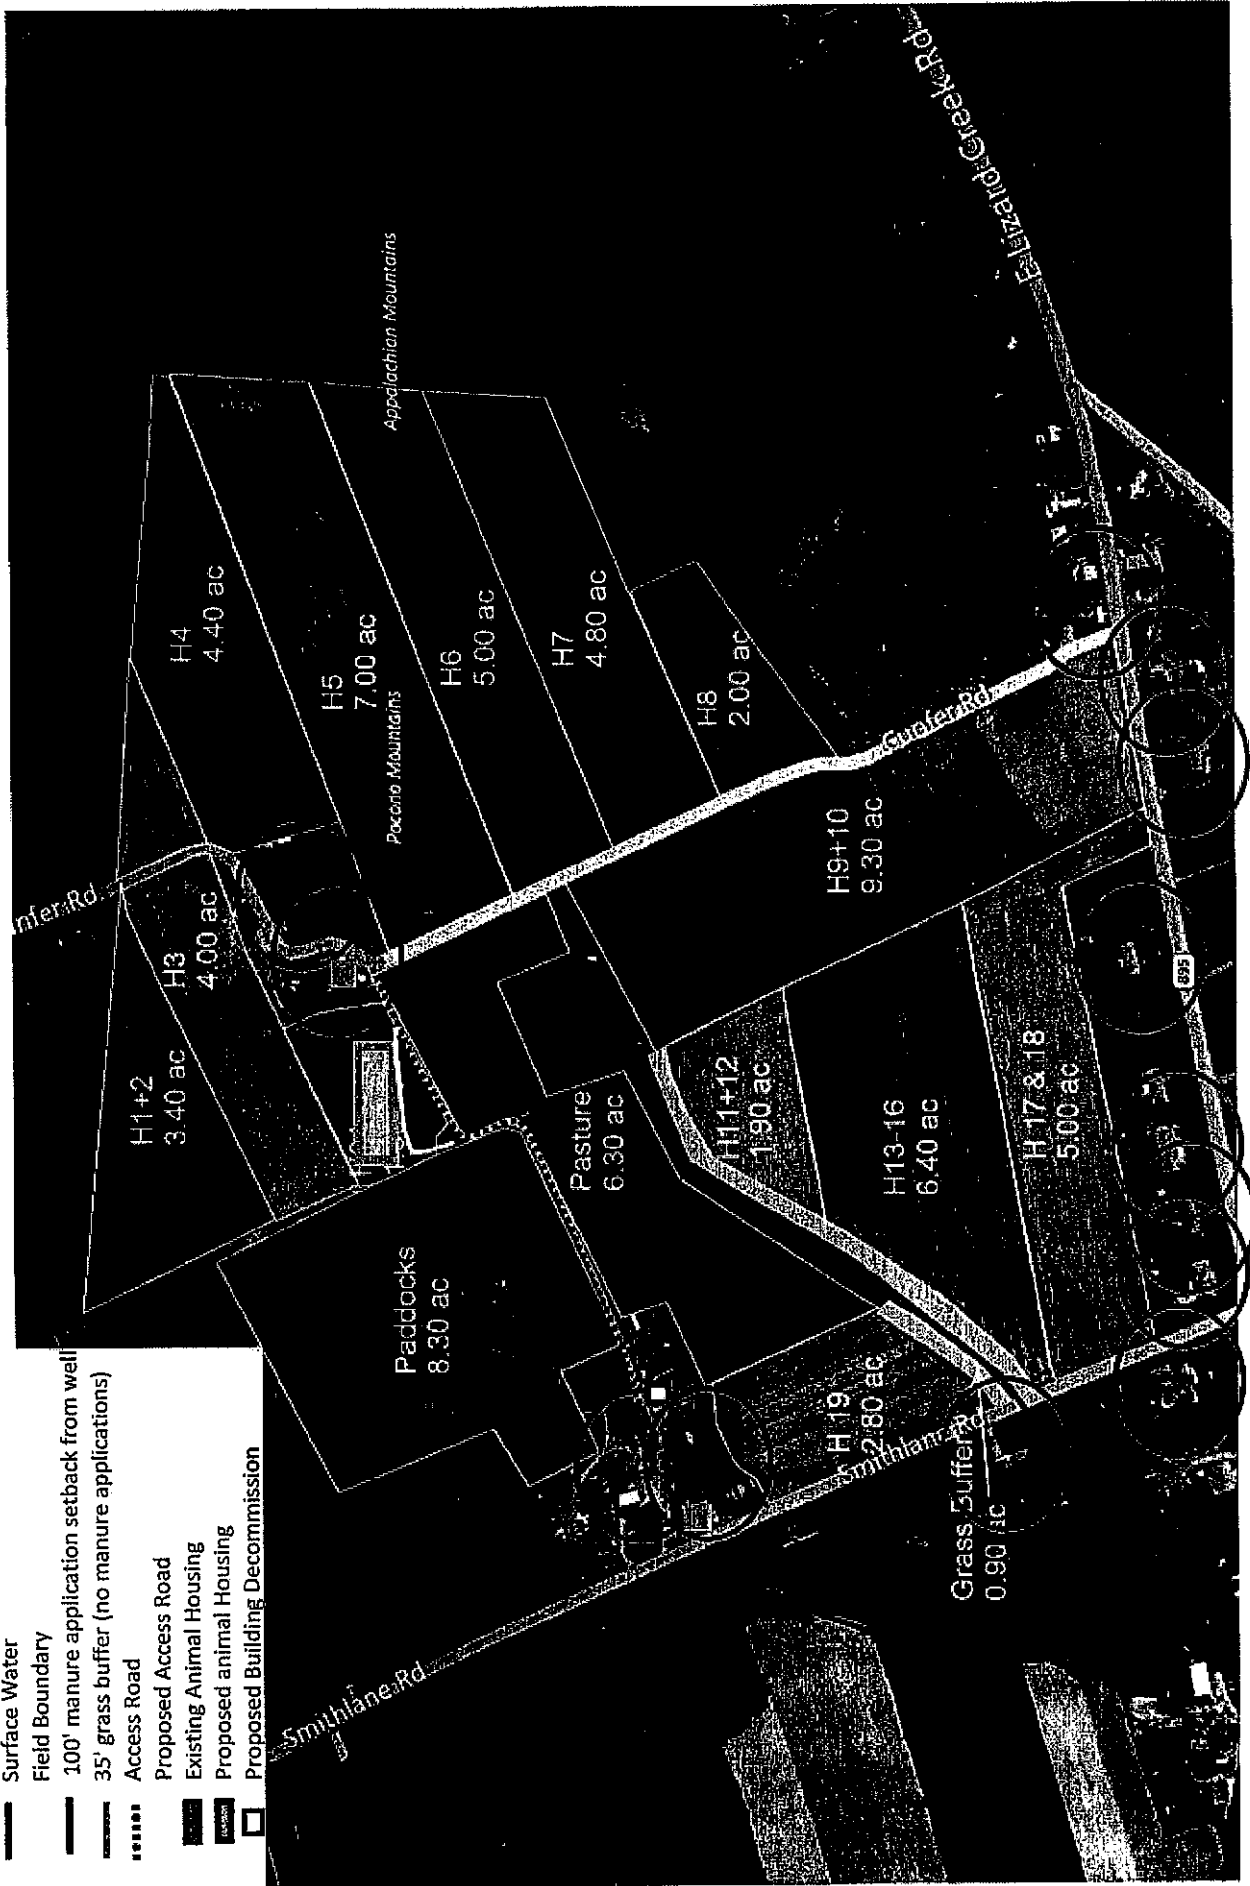 Surface Water
Field Boundary
100' manure application setback from well
35' grass buffer (no manure applications)
Access Road
Proposed Access Road
Existing Animal Housing
Proposed animal Housing
Proposed Building Decommission
nfer Rd
H1+2
3.40 ac
H3
4.00 ac
H4
4.40 ac
H5
7.00 ac
Pocono Mountains
Appalachian Mountains
H6
5.00 ac
H7
4.80 ac
H8
2.00 ac
Gunfer Rd
H9+10
9.30 ac
Paddocks
8.30 ac
Pasture
6.30 ac
H11+12
1.90 ac
H13-16
6.40 ac
H 17 & 18
5.00 ac
H 19
2.80 ac
Smithlane Rd
Grass Buffer
0.90 ac
Smithlane Rd
895
E Lizard Creek Rd